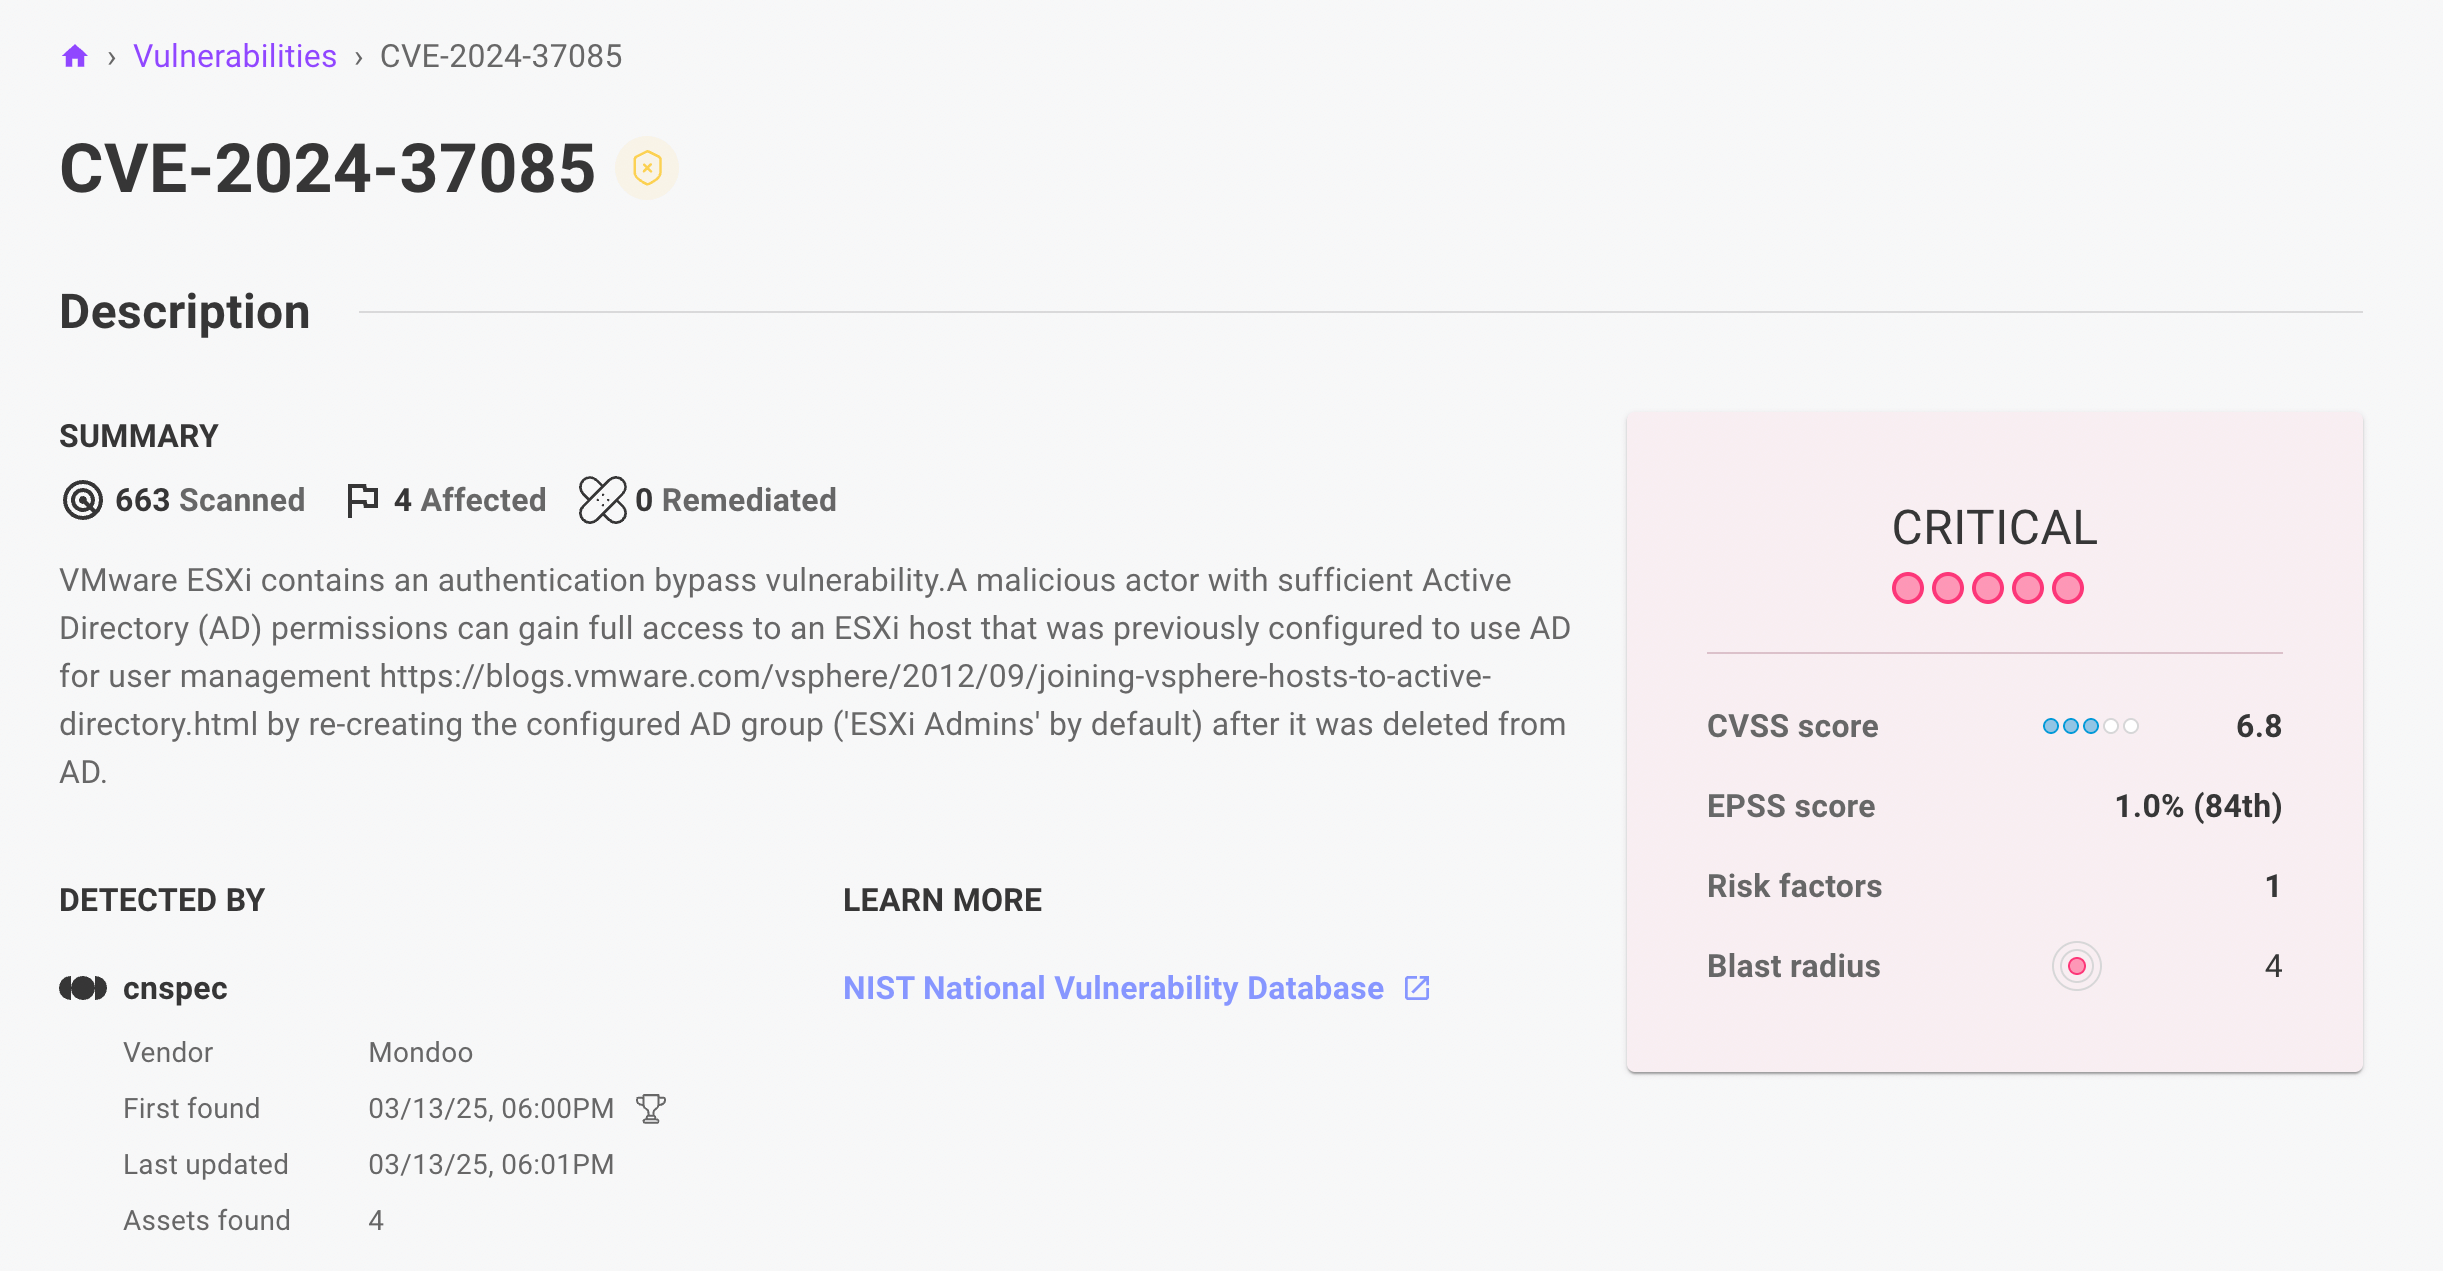 › Vulnerabilities › CVE-2024-37085
CVE-2024-37085
Description
SUMMARY
663 Scanned 4 Affected 0 Remediated
VMware ESXi contains an authentication bypass vulnerability.A malicious actor with sufficient Active
Directory (AD) permissions can gain full access to an ESXi host that was previously configured to use AD
for user management https://blogs.vmware.com/vsphere/2012/09/joining-vsphere-hosts-to-active-
directory.html by re-creating the configured AD group ('ESXi Admins' by default) after it was deleted from
AD.
DETECTED BY
cnspec
Vendor Mondoo
First found 03/13/25, 06:00PM
Last updated 03/13/25, 06:01PM
Assets found 4
LEARN MORE
NIST National Vulnerability Database
CRITICAL
CVSS score 6.8
EPSS score 1.0% (84th)
Risk factors 1
Blast radius 4